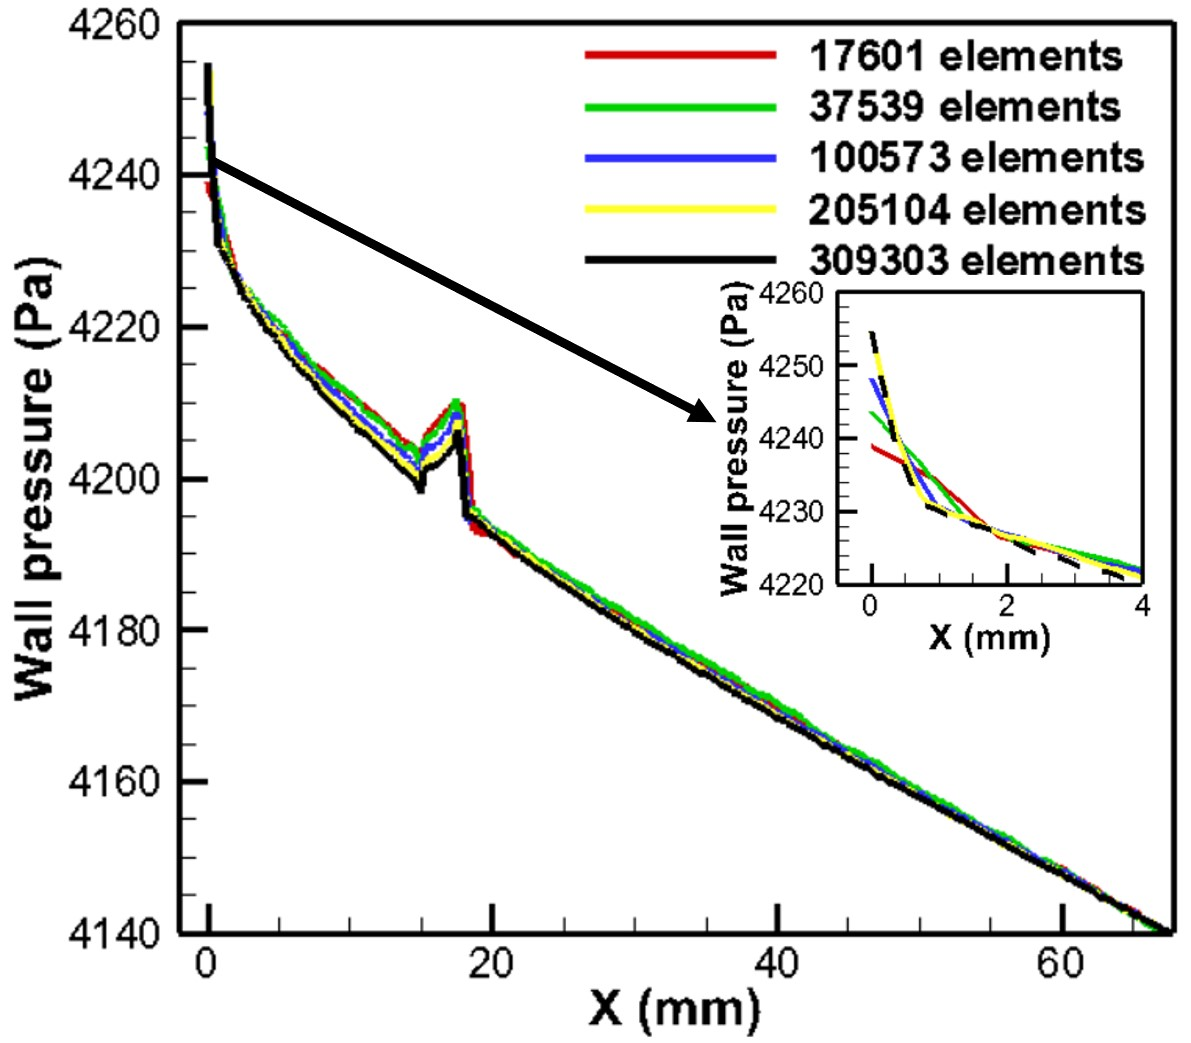 17601 elements
37539 elements
100573 elements
205104 elements
309303 elements
Wall pressure (Pa)
4260
4240
4220
4200
4180
4160
4140
0 20 40 60
X (mm)
Wall pressure (Pa)
4260
4250
4240
4230
4220
0 2 4
X (mm)